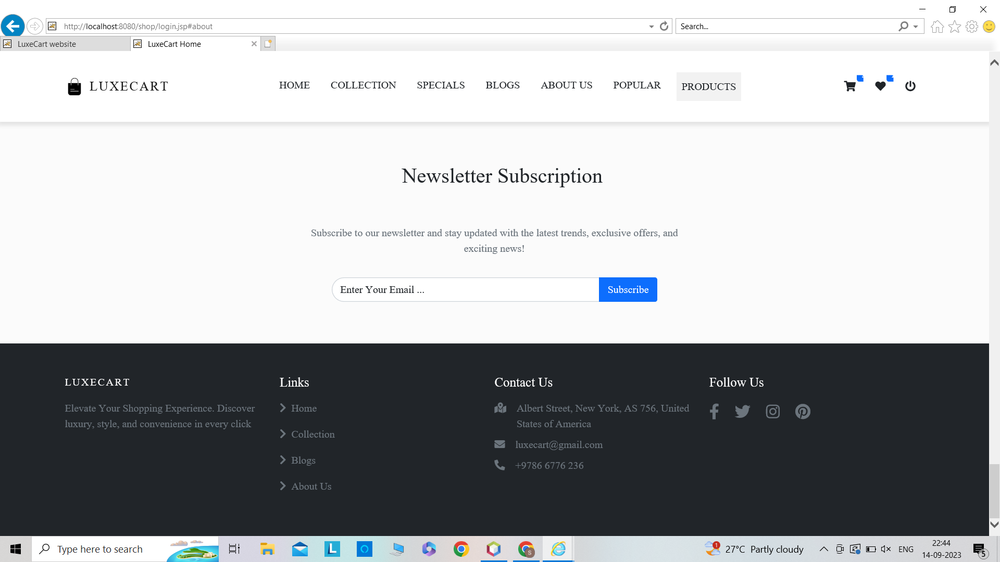 http://localhost:8080/shop/login.jsp#about
Search...
LuxeCart website
LuxeCart Home
LUXECART
HOME
COLLECTION
SPECIALS
BLOGS
ABOUT US
POPULAR
PRODUCTS
Newsletter Subscription
Subscribe to our newsletter and stay updated with the latest trends, exclusive offers, and
exciting news!
Enter Your Email ...
Subscribe
LUXECART
Elevate Your Shopping Experience. Discover
luxury, style, and convenience in every click
Links
Home
Collection
Blogs
About Us
Contact Us
Albert Street, New York, AS 756, United
States of America
luxecart@gmail.com
+9786 6776 236
Follow Us
Type here to search
L
S
1
27°C Partly cloudy
ENG
22:44
14-09-2023
5